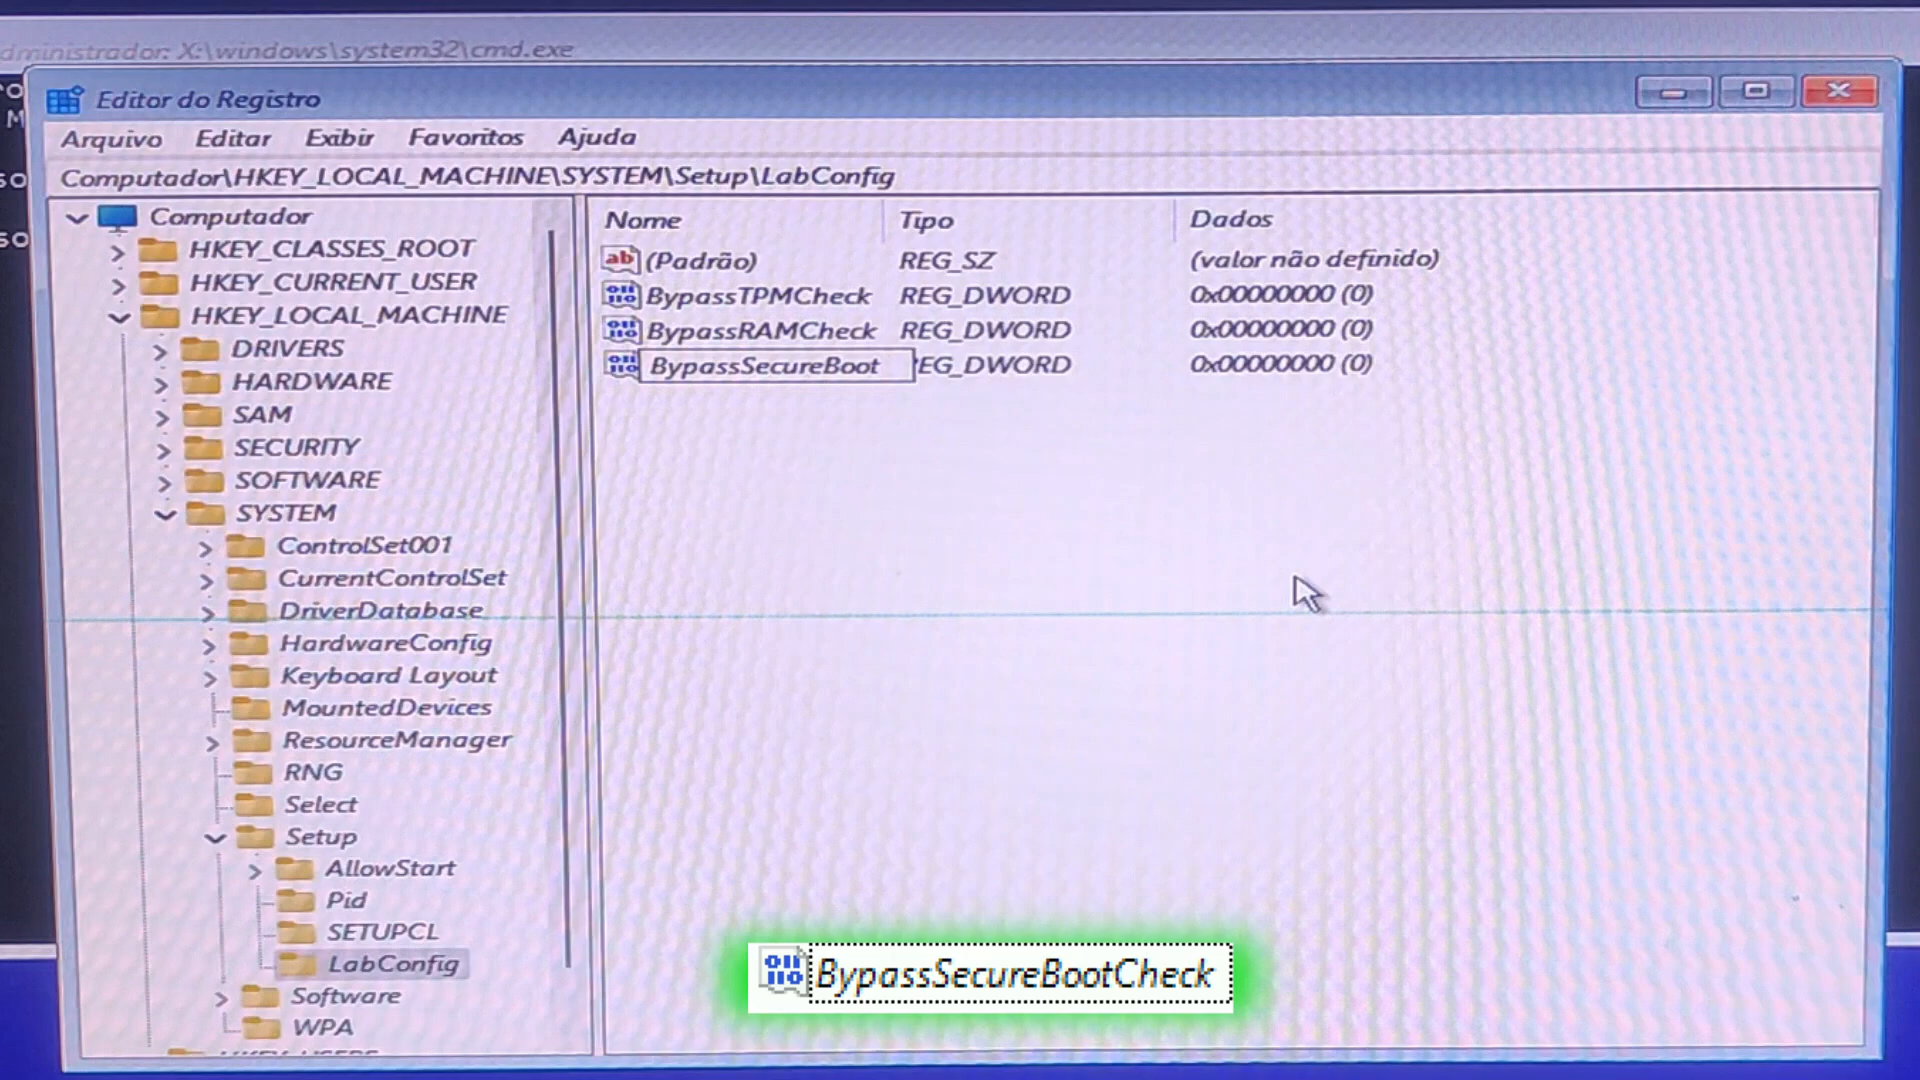 dministrador: X:\windows\system32\cmd.exe
Editor do Registro
Arquivo Editar Exibir Favoritos Ajuda
Computador\HKEY_LOCAL_MACHINE\SYSTEM\Setup\LabConfig
Computador
HKEY_CLASSES_ROOT
HKEY_CURRENT_USER
HKEY_LOCAL_MACHINE
DRIVERS
HARDWARE
SAM
SECURITY
SOFTWARE
SYSTEM
ControlSet001
CurrentControlSet
DriverDatabase
HardwareConfig
Keyboard Layout
MountedDevices
ResourceManager
RNG
Select
Setup
AllowStart
Pid
SETUPCL
LabConfig
Software
WPA
Nome Tipo Dados
(Padrão) REG_SZ (valor não definido)
BypassTPMCheck REG_DWORD 0x00000000 (0)
BypassRAMCheck REG_DWORD 0x00000000 (0)
BypassSecureBoot EG_DWORD 0x00000000 (0)
BypassSecureBootCheck